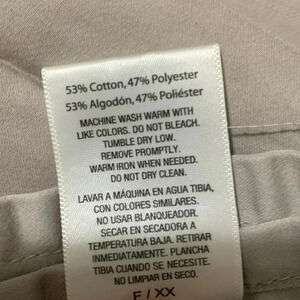 53% Cotton, 47% Polyester
53% Algodón, 47% Poliéster
MACHINE WASH WARM WITH
LIKE COLORS. DO NOT BLEACH.
TUMBLE DRY LOW.
REMOVE PROMPTLY.
WARM IRON WHEN NEEDED.
DO NOT DRY CLEAN.
LAVAR A MÁQUINA EN AGUA TIBIA,
CON COLORES SIMILARES.
NO USAR BLANQUEADOR,
SECAR EN SECADORA A
TEMPERATURA BAJA. RETIRAR
INMEDIATAMENTE. PLANCHA
TIBIA CUANDO SE NECESITE.
NO LIMPIAR EN SECO.
F / XX